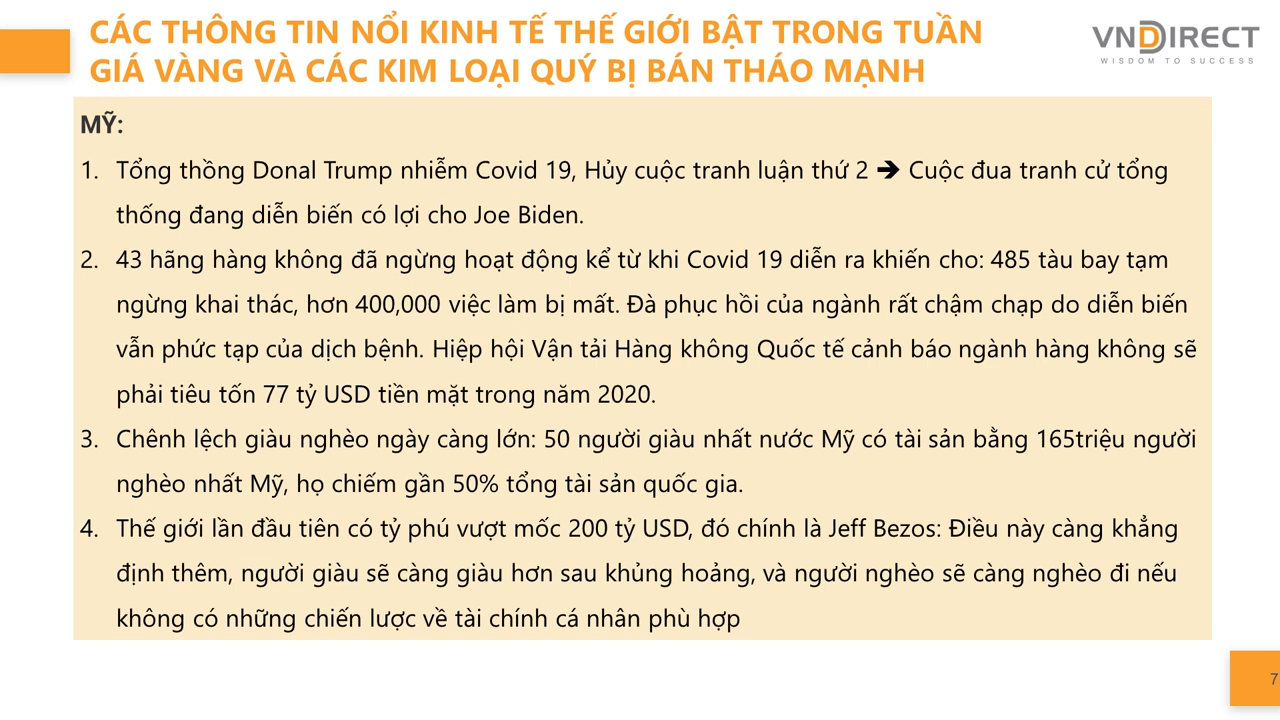 CÁC THÔNG TIN NỔI KINH TẾ THẾ GIỚI BẬT TRONG TUẦN
GIÁ VÀNG VÀ CÁC KIM LOẠI QUÝ BỊ BÁN THÁO MẠNH
VNDIRECT
WISDOM TO SUCCESS
MỸ:
1. Tổng thồng Donal Trump nhiễm Covid 19, Hủy cuộc tranh luận thứ 2 ➔ Cuộc đua tranh cử tổng
thống đang diễn biến có lợi cho Joe Biden.
2. 43 hãng hàng không đã ngừng hoạt động kể từ khi Covid 19 diễn ra khiến cho: 485 tàu bay tạm
ngừng khai thác, hơn 400,000 việc làm bị mất. Đà phục hồi của ngành rất chậm chạp do diễn biến
vẫn phức tạp của dịch bệnh. Hiệp hội Vận tải Hàng không Quốc tế cảnh báo ngành hàng không sẽ
phải tiêu tốn 77 tỷ USD tiền mặt trong năm 2020.
3. Chênh lệch giàu nghèo ngày càng lớn: 50 người giàu nhất nước Mỹ có tài sản bằng 165triệu người
nghèo nhất Mỹ, họ chiếm gần 50% tổng tài sản quốc gia.
4. Thế giới lần đầu tiên có tỷ phú vượt mốc 200 tỷ USD, đó chính là Jeff Bezos: Điều này càng khẳng
định thêm, người giàu sẽ càng giàu hơn sau khủng hoảng, và người nghèo sẽ càng nghèo đi nếu
không có những chiến lược về tài chính cá nhân phù hợp
7